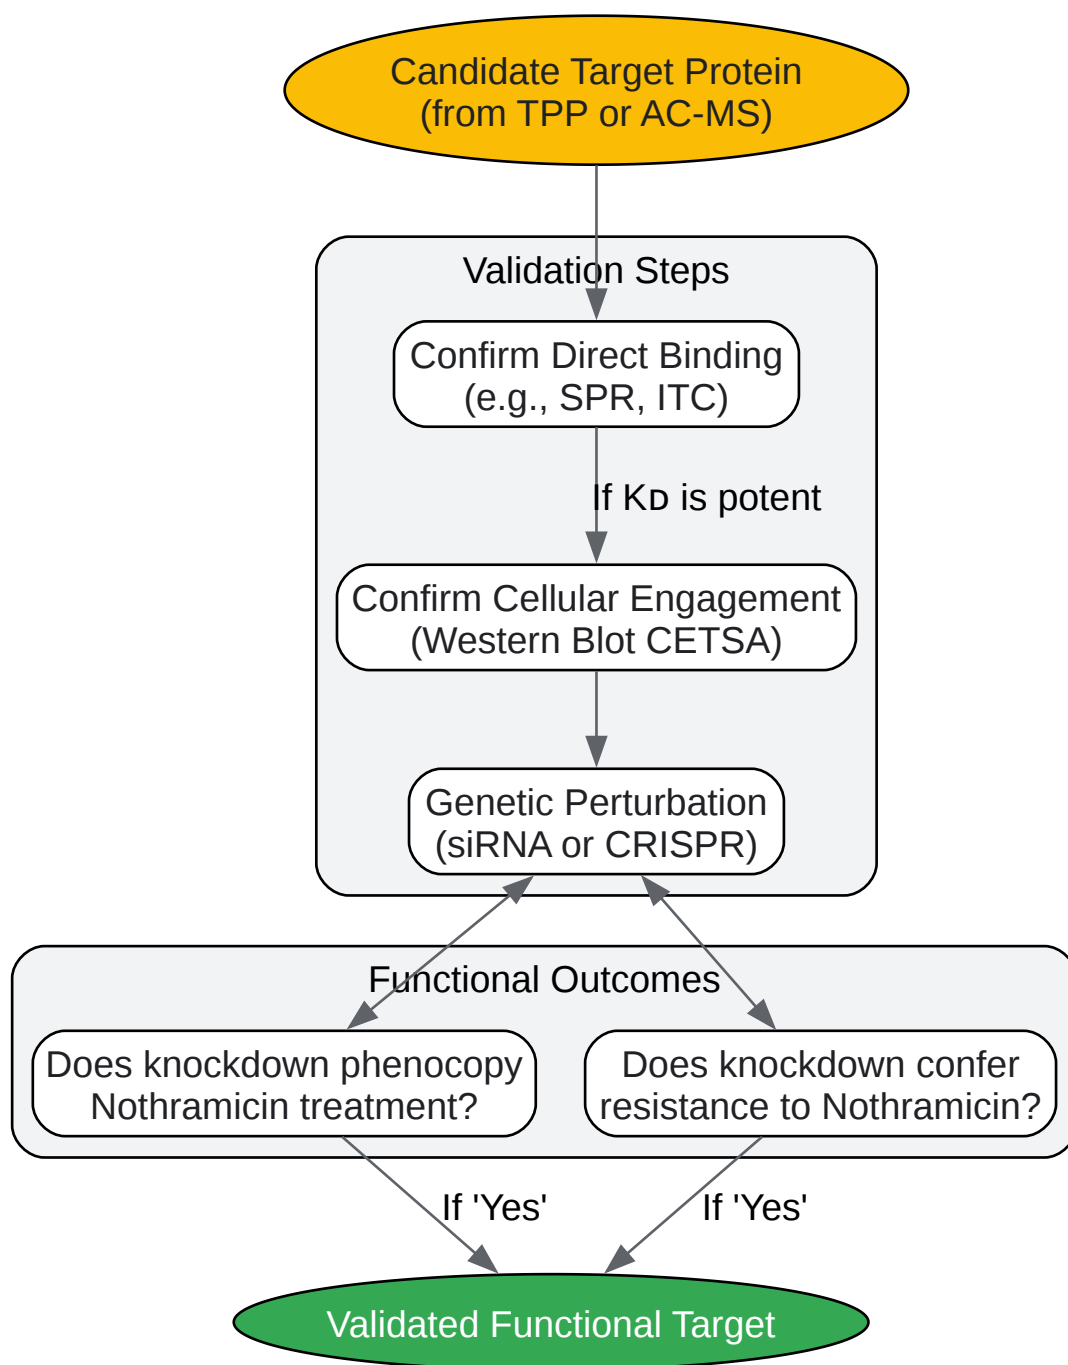 Candidate Target Protein
(from TPP or AC-MS)
Validation Steps
Confirm Direct Binding
(e.g., SPR, ITC)
If Kᴅ is potent
Confirm Cellular Engagement
(Western Blot CETSA)
Genetic Perturbation
(siRNA or CRISPR)
Functional Outcomes
Does knockdown phenocopy
Nothramicin treatment?
Does knockdown confer
resistance to Nothramicin?
If 'Yes'
If 'Yes'
Validated Functional Target